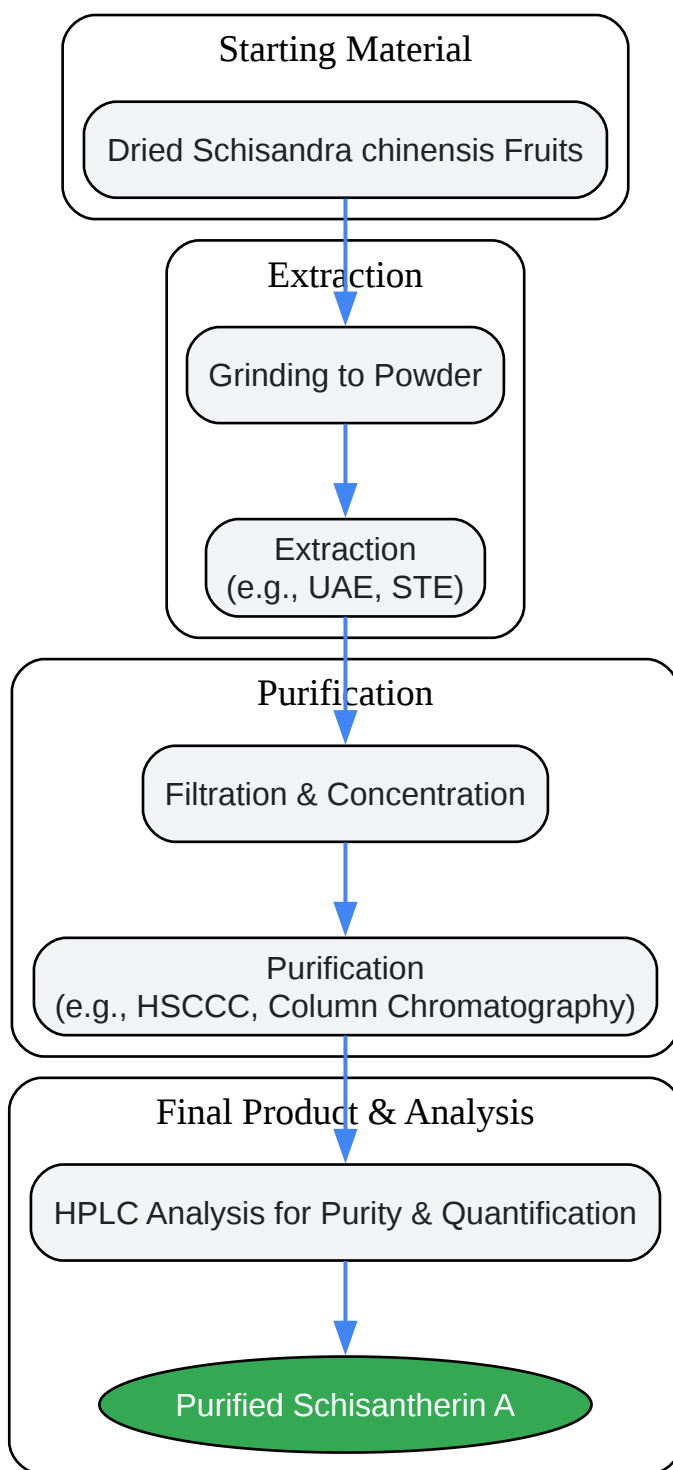 Starting Material
Dried Schisandra chinensis Fruits
Extraction
Grinding to Powder
Extraction
(e.g., UAE, STE)
Purification
Filtration & Concentration
Purification
(e.g., HSCCC, Column Chromatography)
Final Product & Analysis
HPLC Analysis for Purity & Quantification
Purified Schisantherin A